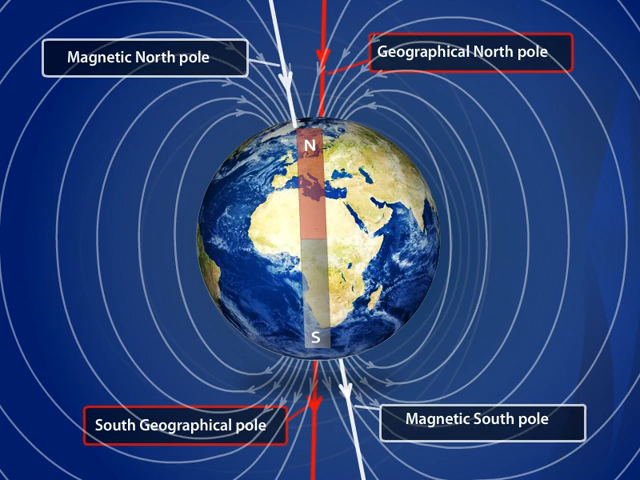 Magnetic North pole
Geographical North pole
N
S
South Geographical pole
Magnetic South pole